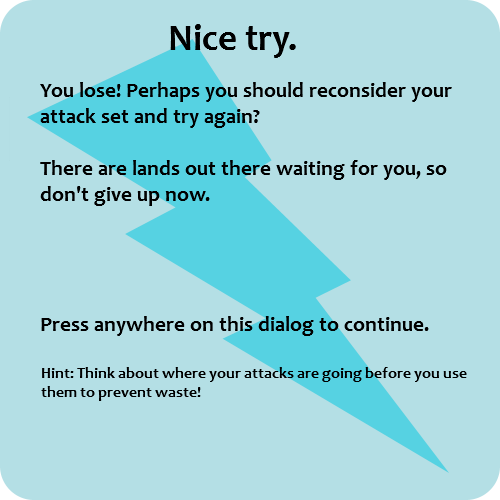 Nice try.
You lose! Perhaps you should reconsider your
attack set and try again?
There are lands out there waiting for you, so
don't give up now.
Press anywhere on this dialog to continue.
Hint: Think about where your attacks are going before you use
them to prevent waste!